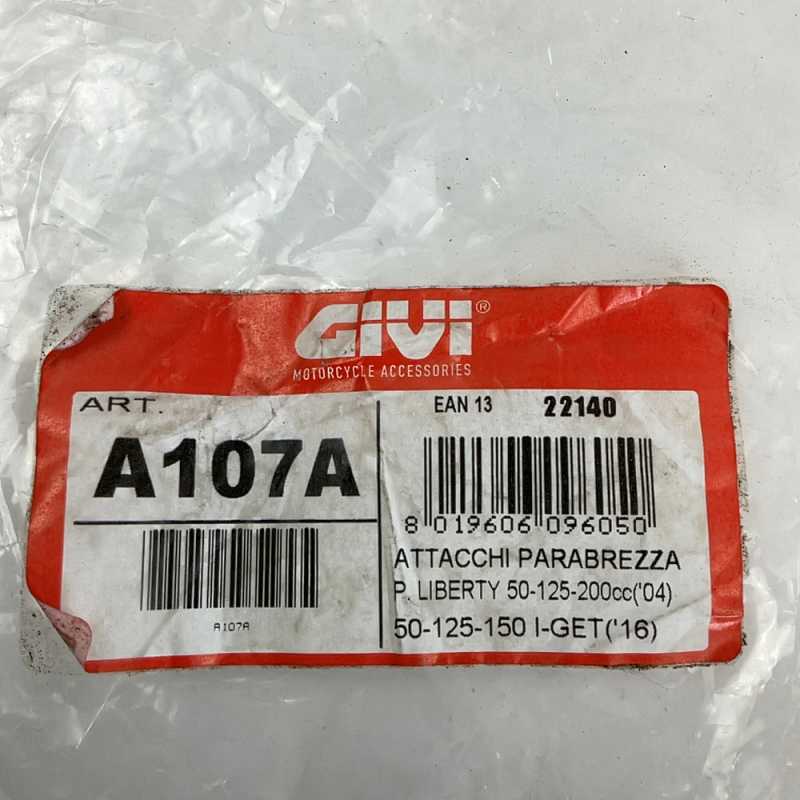 GIVI®
MOTORCYCLE ACCESSORIES
ART.
A107A
A107A
EAN 13 22140
8 019606 096050
ATTACCHI PARABREZZA
P. LIBERTY 50-125-200cc('04)
50-125-150 I-GET('16)